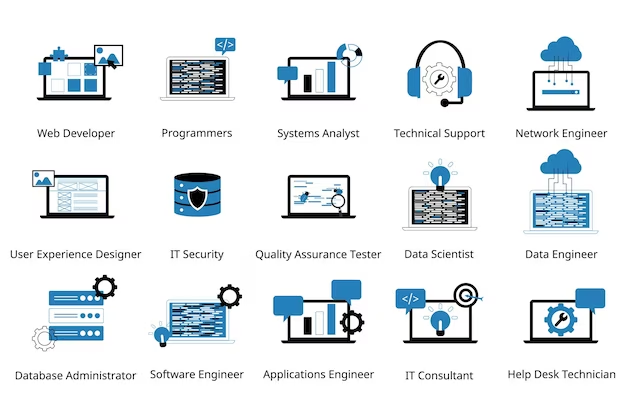 Web Developer
Programmers
Systems Analyst
Technical Support
Network Engineer
User Experience Designer
IT Security
Quality Assurance Tester
Data Scientist
Data Engineer
Database Administrator
Software Engineer
Applications Engineer
IT Consultant
Help Desk Technician